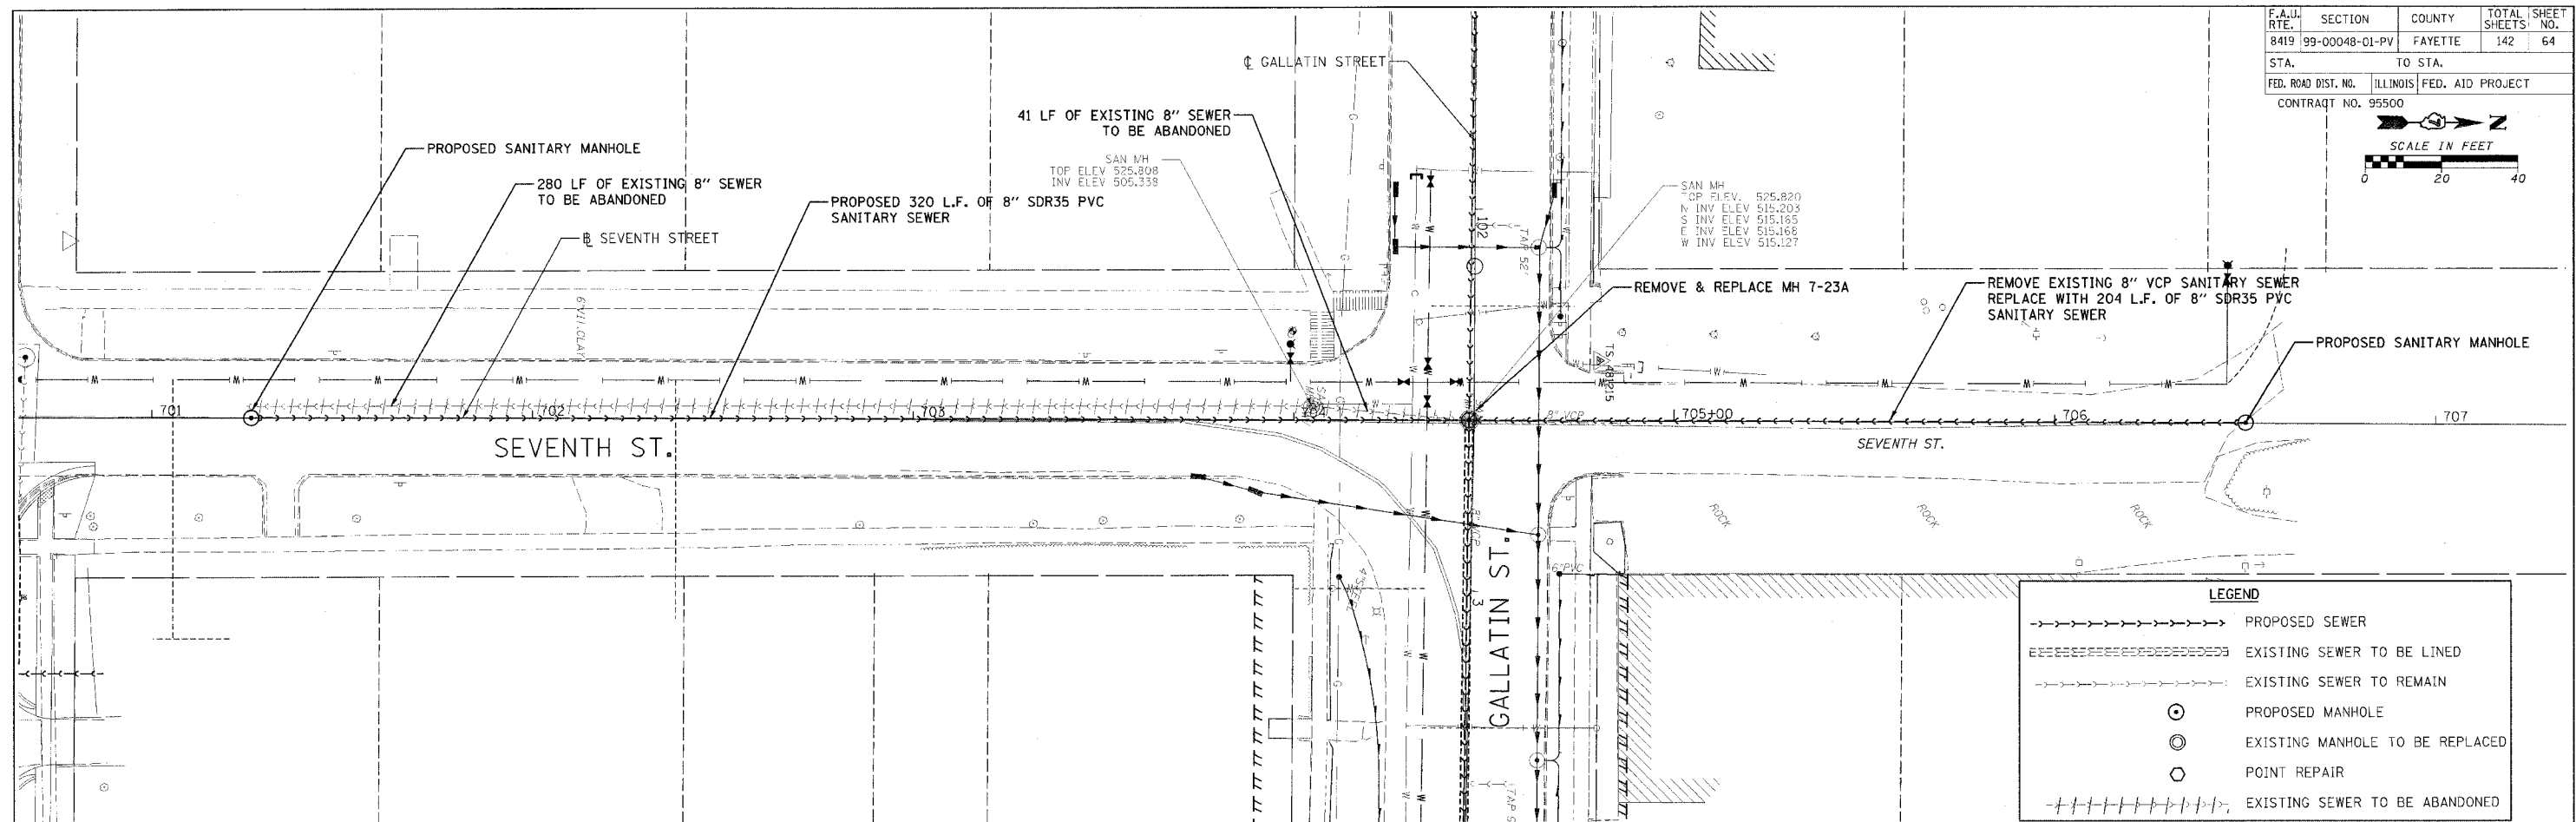 F.A.U. RTE. SECTION COUNTY TOTAL SHEETS SHEET NO.
8419 99-00048-01-PV FAYETTE 142 64
STA. TO STA.
FED. ROAD DIST. NO. ILLINOIS FED. AID PROJECT
CONTRACT NO. 95500
Z
SCALE IN FEET
0 20 40
℄ GALLATIN STREET
41 LF OF EXISTING 8" SEWER
TO BE ABANDONED
PROPOSED SANITARY MANHOLE
SAN MH
TOP ELEV 525.808
INV ELEV 505.339
280 LF OF EXISTING 8" SEWER
TO BE ABANDONED
PROPOSED 320 L.F. OF 8" SDR35 PVC
SANITARY SEWER
SEVENTH STREET
SAN MH
TOP ELEV. 525.820
N INV ELEV 515.203
S INV ELEV 515.165
E INV ELEV 515.168
W INV ELEV 515.127
102
TAP 52'
REMOVE & REPLACE MH 7-23A
REMOVE EXISTING 8" VCP SANITARY SEWER
REPLACE WITH 204 L.F. OF 8" SDR35 PVC
SANITARY SEWER
PROPOSED SANITARY MANHOLE
701
702
703
704
8" VCP
705+00
706
707
SEVENTH ST.
SEVENTH ST.
ROCK
ROCK
ROCK
8" VCP
6"PVC
3
GALLATIN ST.
LEGEND
PROPOSED SEWER
EXISTING SEWER TO BE LINED
EXISTING SEWER TO REMAIN
PROPOSED MANHOLE
EXISTING MANHOLE TO BE REPLACED
POINT REPAIR
EXISTING SEWER TO BE ABANDONED